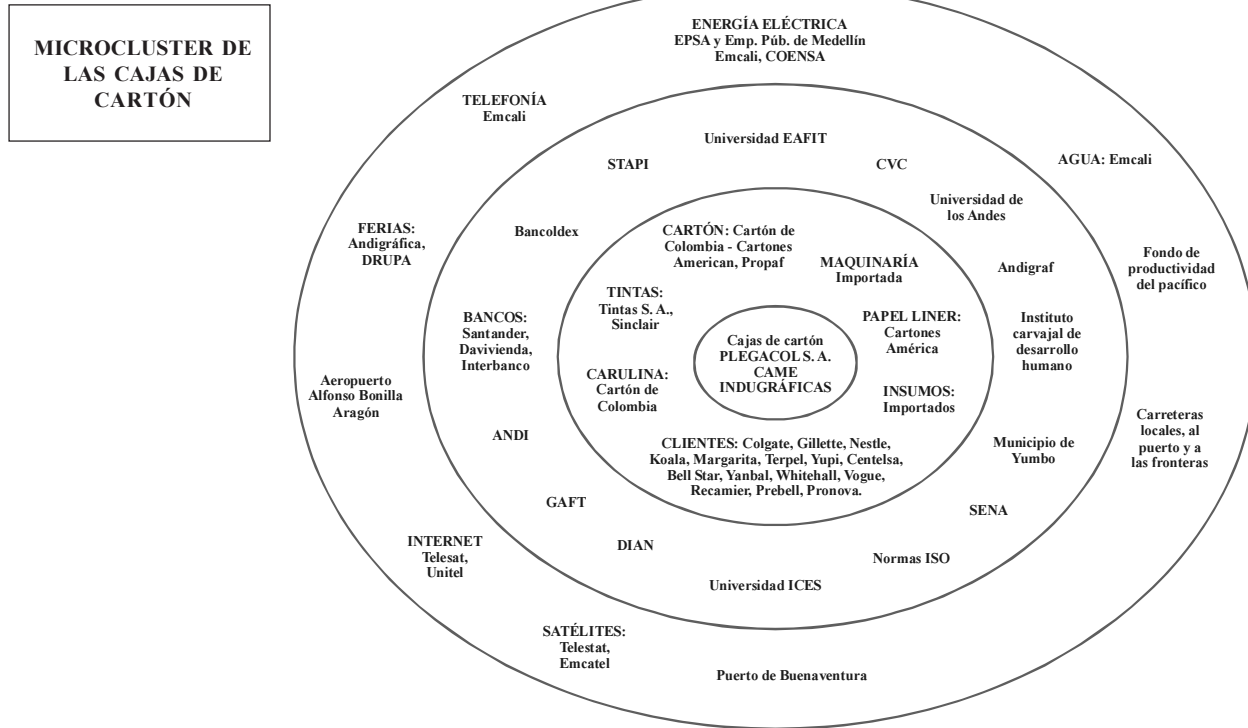 MICROCLUSTER DE
LAS CAJAS DE
CARTÓN
ENERGÍA ELÉCTRICA
EPSA y Emp. Púb. de Medellín
Emcali, COENSA
TELEFONÍA
Emcali
AGUA: Emcali
FERIAS:
Andigráfica,
DRUPA
Fondo de
productividad
del pacífico
Aeropuerto
Alfonso Bonilla
Aragón
Carreteras
locales, al
puerto y a
las fronteras
INTERNET
Telesat,
Unitel
SATÉLITES:
Telestat,
Emcatel
Puerto de Buenaventura
Universidad EAFIT
STAPI
CVC
Universidad de
los Andes
Bancoldex
Andigraf
BANCOS:
Santander,
Davivienda,
Interbanco
Instituto
carvajal de
desarrollo
humano
ANDI
Municipio de
Yumbo
GAFT
SENA
DIAN
Normas ISO
Universidad ICES
CARTÓN: Cartón de
Colombia - Cartones
American, Propaf
MAQUINARÍA
Importada
TINTAS:
Tintas S. A.,
Sinclair
PAPEL LINER:
Cartones
América
CARULINA:
Cartón de
Colombia
INSUMOS:
Importados
CLIENTES: Colgate, Gillette, Nestle,
Koala, Margarita, Terpel, Yupi, Centelsa,
Bell Star, Yanbal, Whitehall, Vogue,
Recamier, Prebell, Pronova.
Cajas de cartón
PLEGACOL S. A.
CAME
INDUGRÁFICAS